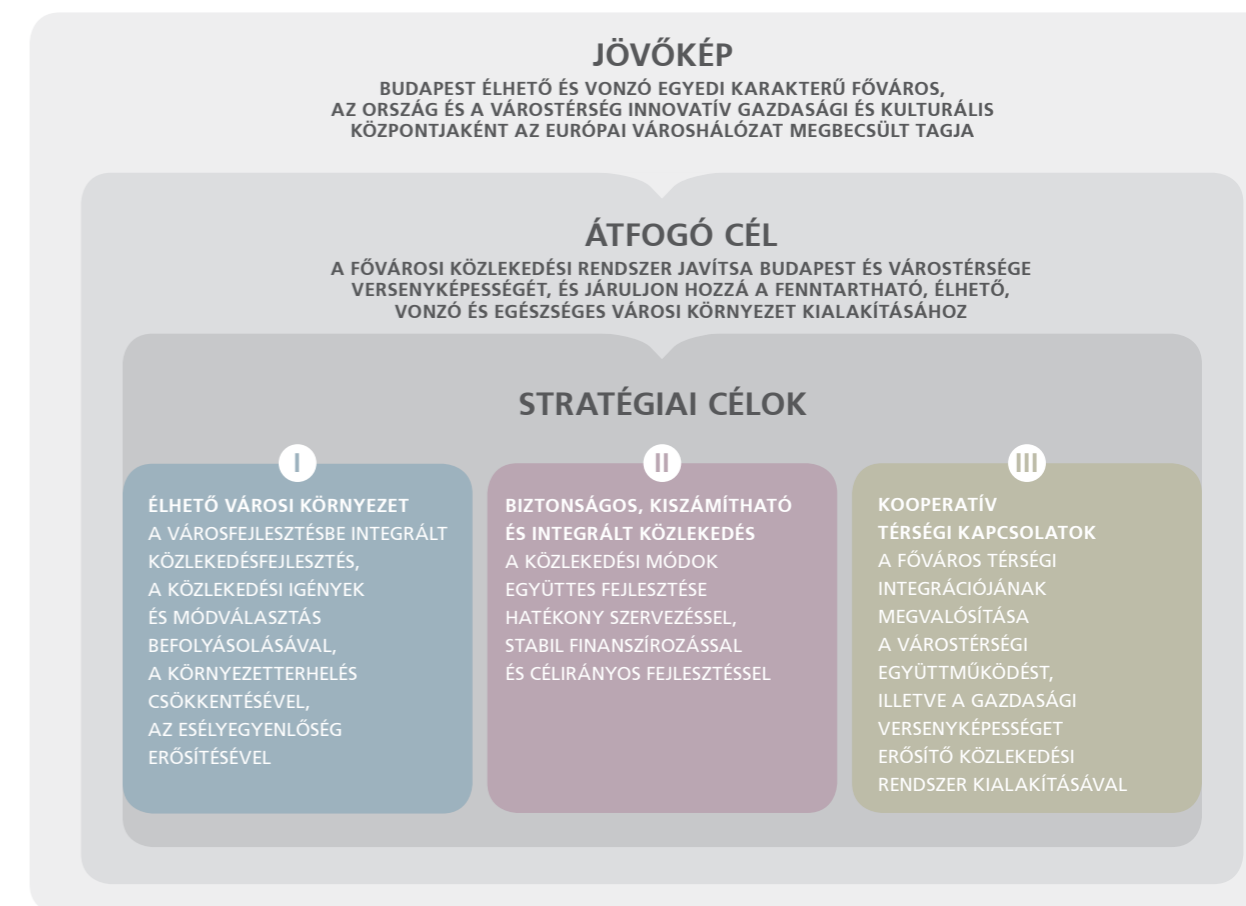 JÖVŐKÉP
BUDAPEST ÉLHETŐ ÉS VONZÓ EGYEDI KARAKTERŰ FŐVÁROS,
AZ ORSZÁG ÉS A VÁROSTÉRSÉG INNOVATÍV GAZDASÁGI ÉS KULTURÁLIS
KÖZPONTJAKÉNT AZ EURÓPAI VÁROSHÁLÓZAT MEGBECSÜLT TAGJA
ÁTFOGÓ CÉL
A FŐVÁROSI KÖZLEKEDÉSI RENDSZER JAVÍTSA BUDAPEST ÉS VÁROSTÉRSÉGE
VERSENYKÉPESSÉGÉT, ÉS JÁRULJON HOZZÁ A FENNTARTHATÓ, ÉLHETŐ,
VONZÓ ÉS EGÉSZSÉGES VÁROSI KÖRNYEZET KIALAKÍTÁSÁHOZ
STRATÉGIAI CÉLOK
I
ÉLHETŐ VÁROSI KÖRNYEZET
A VÁROSFEJLESZTÉSBE INTEGRÁLT
KÖZLEKEDÉSFEJLESZTÉS,
A KÖZLEKEDÉSI IGÉNYEK
ÉS MÓDVÁLASZTÁS
BEFOLYÁSOLÁSÁVAL,
A KÖRNYEZETTERHELÉS
CSÖKKENTÉSÉVEL,
AZ ESÉLYEGYENLŐSÉG
ERŐSÍTÉSÉVEL
II
BIZTONSÁGOS, KISZÁMÍTHATÓ
ÉS INTEGRÁLT KÖZLEKEDÉS
A KÖZLEKEDÉSI MÓDOK
EGYÜTTES FEJLESZTÉSE
HATÉKONY SZERVEZÉSSEL,
STABIL FINANSZÍROZÁSSAL
ÉS CÉLIRÁNYOS FEJLESZTÉSSEL
III
KOOPERATÍV
TÉRSÉGI KAPCSOLATOK
A FŐVÁROS TÉRSÉGI
INTEGRÁCIÓJÁNAK
MEGVALÓSÍTÁSA
A VÁROSTÉRSÉGI
EGYÜTTMŰKÖDÉST,
ILLETVE A GAZDASÁGI
VERSENYKÉPESSÉGET
ERŐSÍTŐ KÖZLEKEDÉSI
RENDSZER KIALAKÍTÁSÁVAL